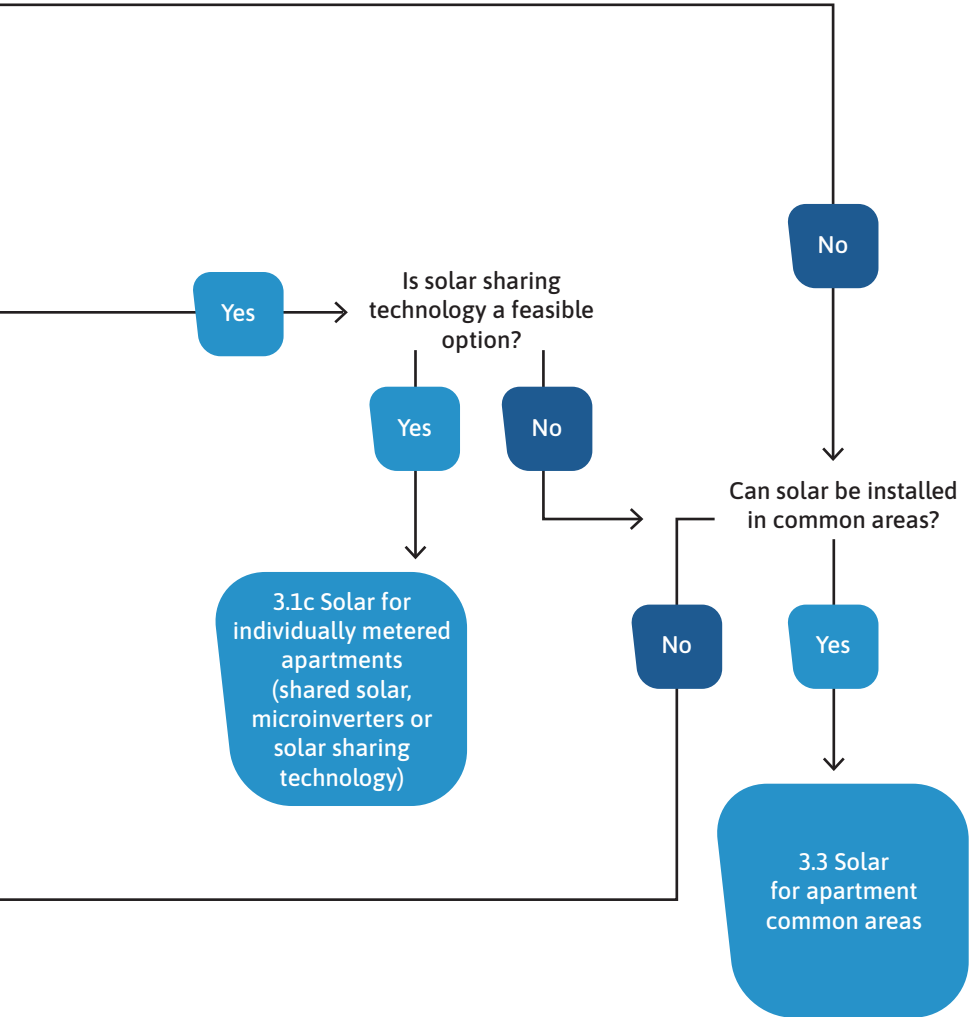 No
Yes
Is solar sharing
technology a feasible
option?
Yes
No
Can solar be installed
in common areas?
No
Yes
3.1c Solar for
individually metered
apartments
(shared solar,
microinverters or
solar sharing
technology)
3.3 Solar
for apartment
common areas